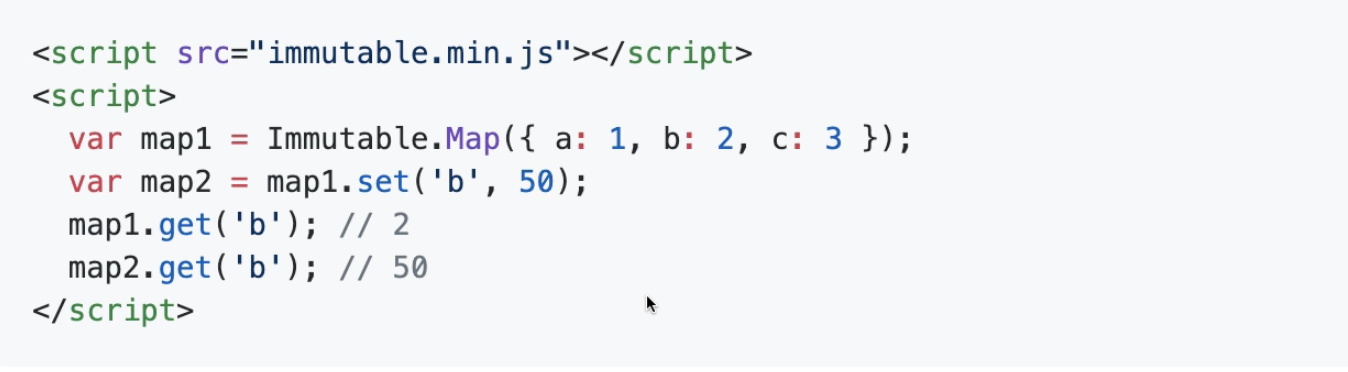 <script src="immutable.min.js"></script>
<script>
  var map1 = Immutable.Map({ a: 1, b: 2, c: 3 });
  var map2 = map1.set('b', 50);
  map1.get('b'); // 2
  map2.get('b'); // 50
</script>